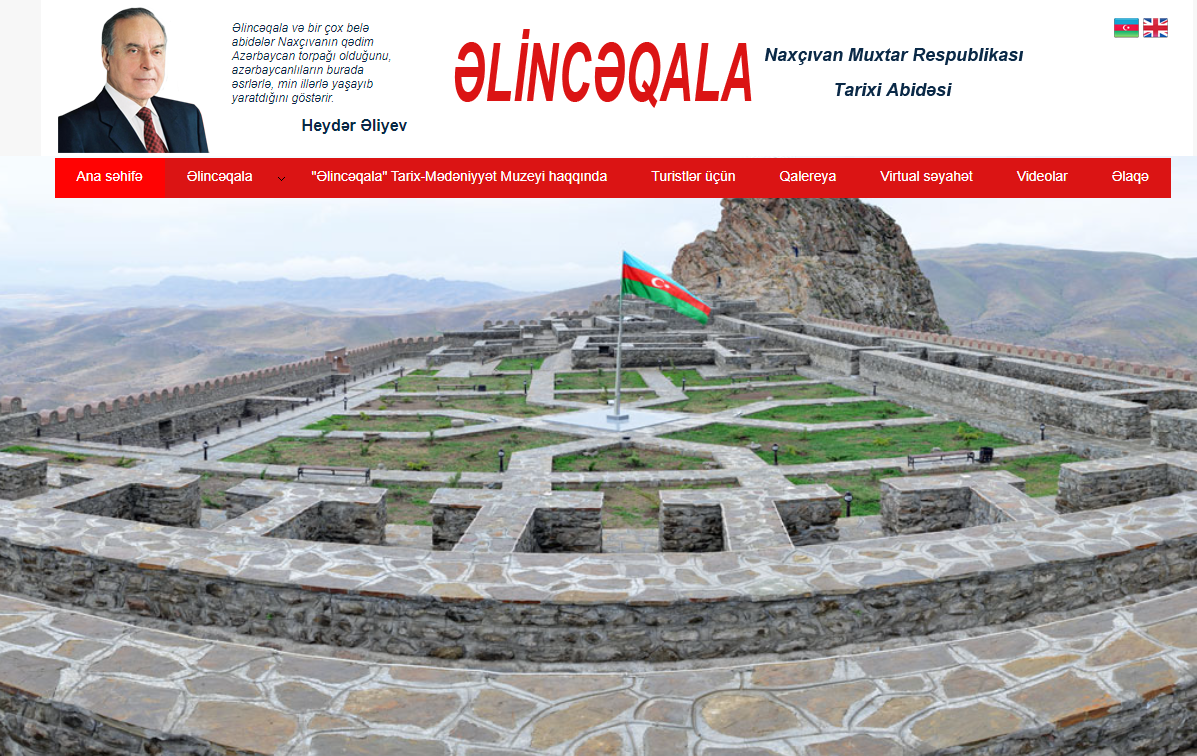 Əlincəqala və bir çox belə
abidələr Naxçıvanın qədim
Azərbaycan torpağı olduğunu,
azərbaycanlıların burada
əsrlərlə, min illərlə yaşayıb
yaratdığını göstərir.
Heydər Əliyev
ƏLİNCƏQALA
Naxçıvan Muxtar Respublikası
Tarixi Abidəsi
Ana səhifə Əlincəqala "Əlincəqala" Tarix-Mədəniyyət Muzeyi haqqında Turistlər üçün Qalereya Virtual səyahət Videolar Əlaqə